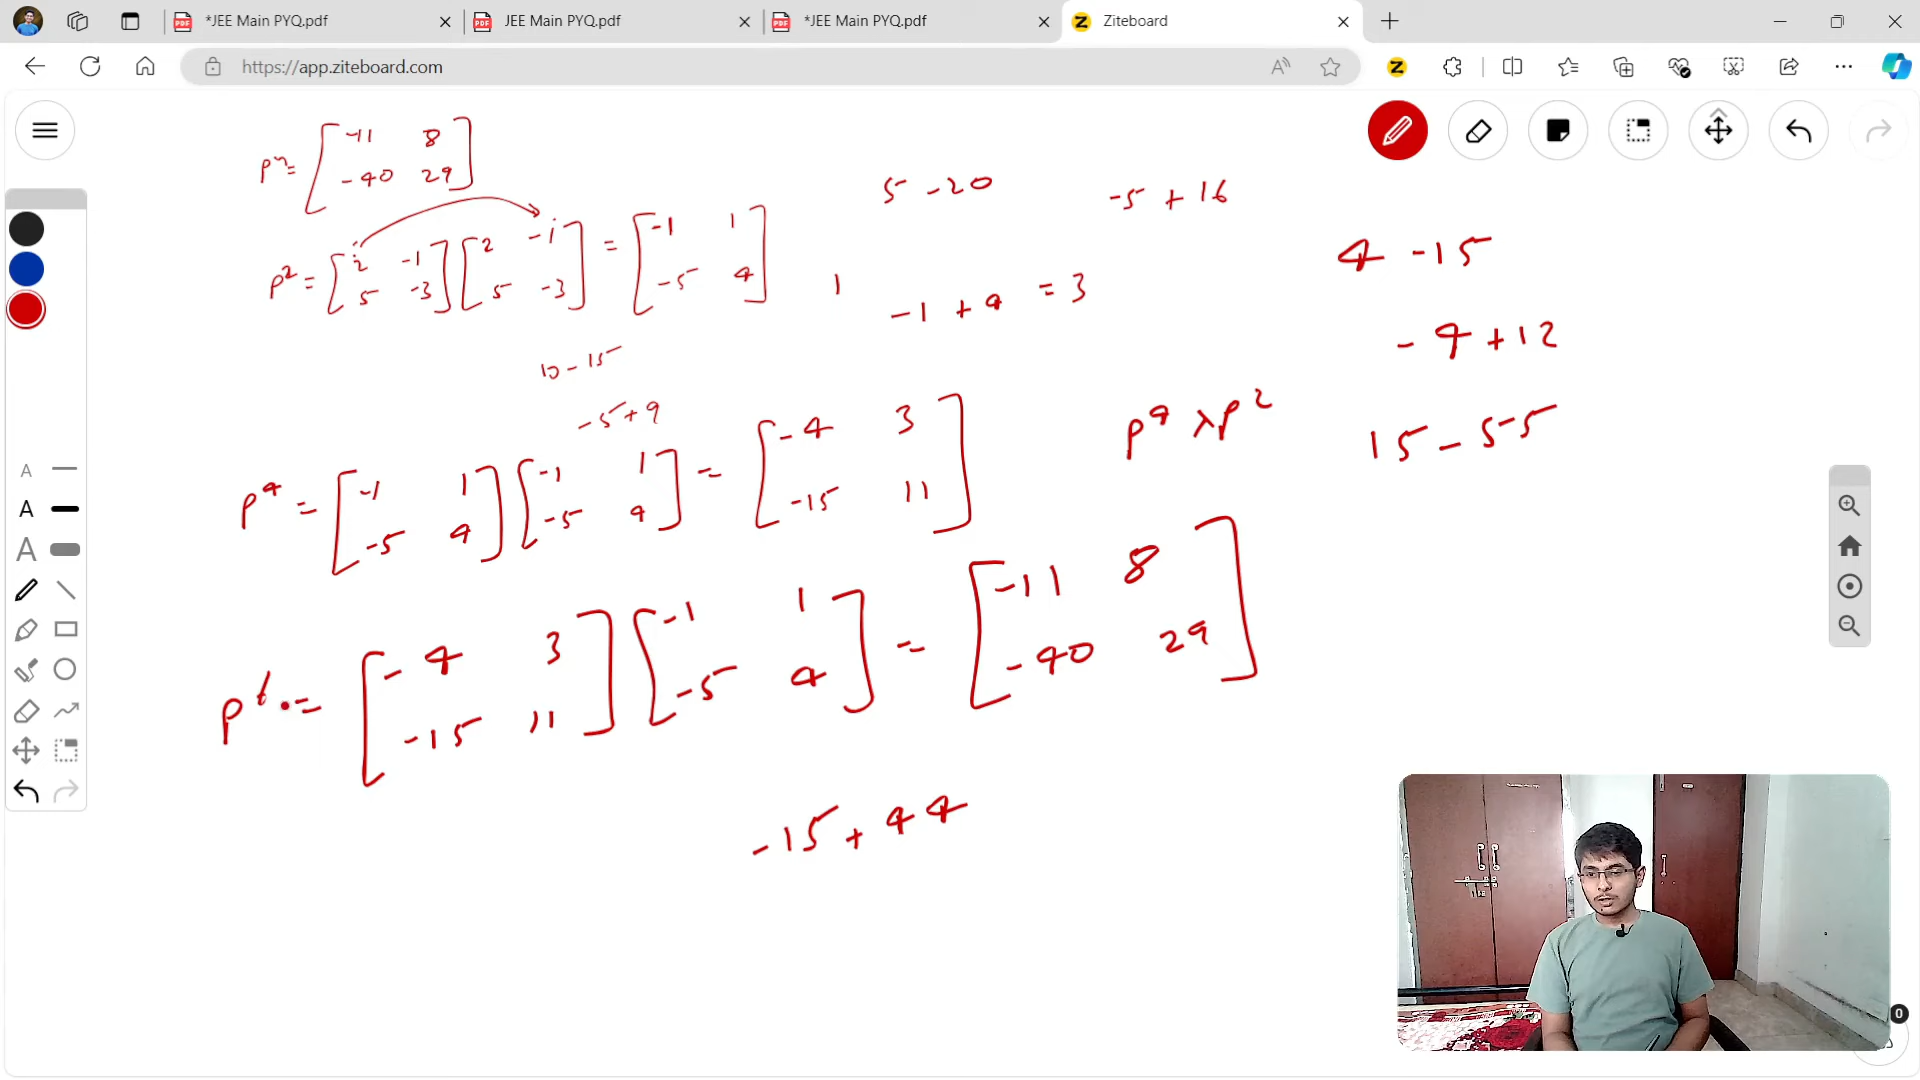 *JEE Main PYQ.pdf
JEE Main PYQ.pdf
*JEE Main PYQ.pdf
Ziteboard
https://app.ziteboard.com
Pⁿ = [-11 8
-40 29]
P² = [2 -1
5 -3] [2 -1
5 -3] = [-1 1
-5 4]
5 -20
-5 + 16
4 -15
1
-1 + 4 = 3
-4 + 12
10 - 15
-5 + 9
P⁴ × P²
15 - 55
P⁴ = [-1 1
-5 4] [-1 1
-5 4] = [-4 3
-15 11]
P⁶ = [-4 3
-15 11] [-1 1
-5 4] = [-11 8
-40 29]
-15 + 44
A
A
A
0